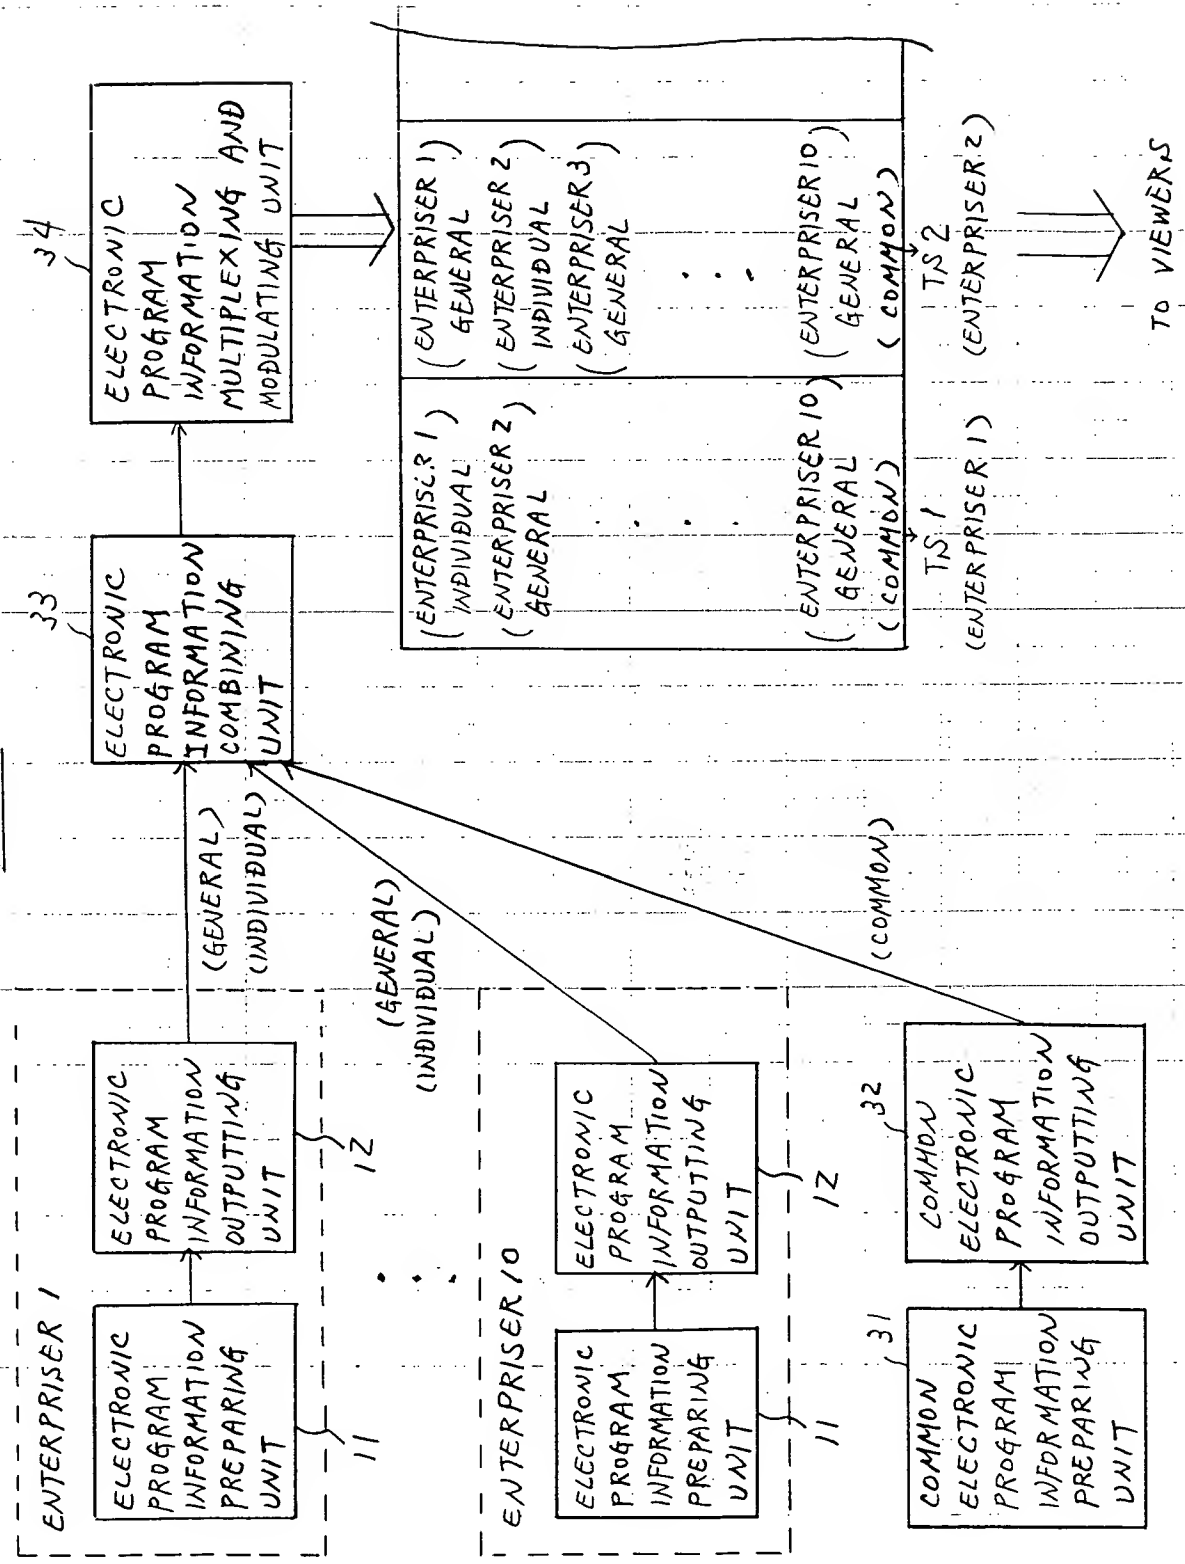 ENTERPRISER 1
ELECTRONIC
PROGRAM
INFORMATION
PREPARING
UNIT
11
ELECTRONIC
PROGRAM
INFORMATION
OUTPUTING
UNIT
12
(GENERAL)
(INDIVIDUAL)
ENTERPRISER 10
ELECTRONIC
PROGRAM
INFORMATION
PREPARING
UNIT
11
ELECTRONIC
PROGRAM
INFORMATION
OUTPUTTING
UNIT
12
(GENERAL)
(INDIVIDUAL)
31
COMMON
ELECTRONIC
PROGRAM
INFORMATION
PREPARING
UNIT
32
COMMON
ELECTRONIC
PROGRAM
INFORMATION
OUTPUTTING
UNIT
(COMMON)
33
ELECTRONIC
PROGRAM
INFORMATION
COMBINING
UNIT
34
ELECTRONIC
PROGRAM
INFORMATION
MULTIPLEXING AND
MODULATING UNIT
(ENTERPRISER 1)
INDIVIDUAL
(ENTERPRISER 2)
GENERAL
(ENTERPRISER 10)
GENERAL
(COMMON)
TS 1
(ENTERPRISER 1)
(ENTERPRISER 1)
GENERAL
(ENTERPRISER 2)
INDIVIDUAL
(ENTERPRISER 3)
GENERAL
(ENTERPRISER 10)
GENERAL
(COMMON)
TS 2
(ENTERPRISER 2)
TO VIEWERS